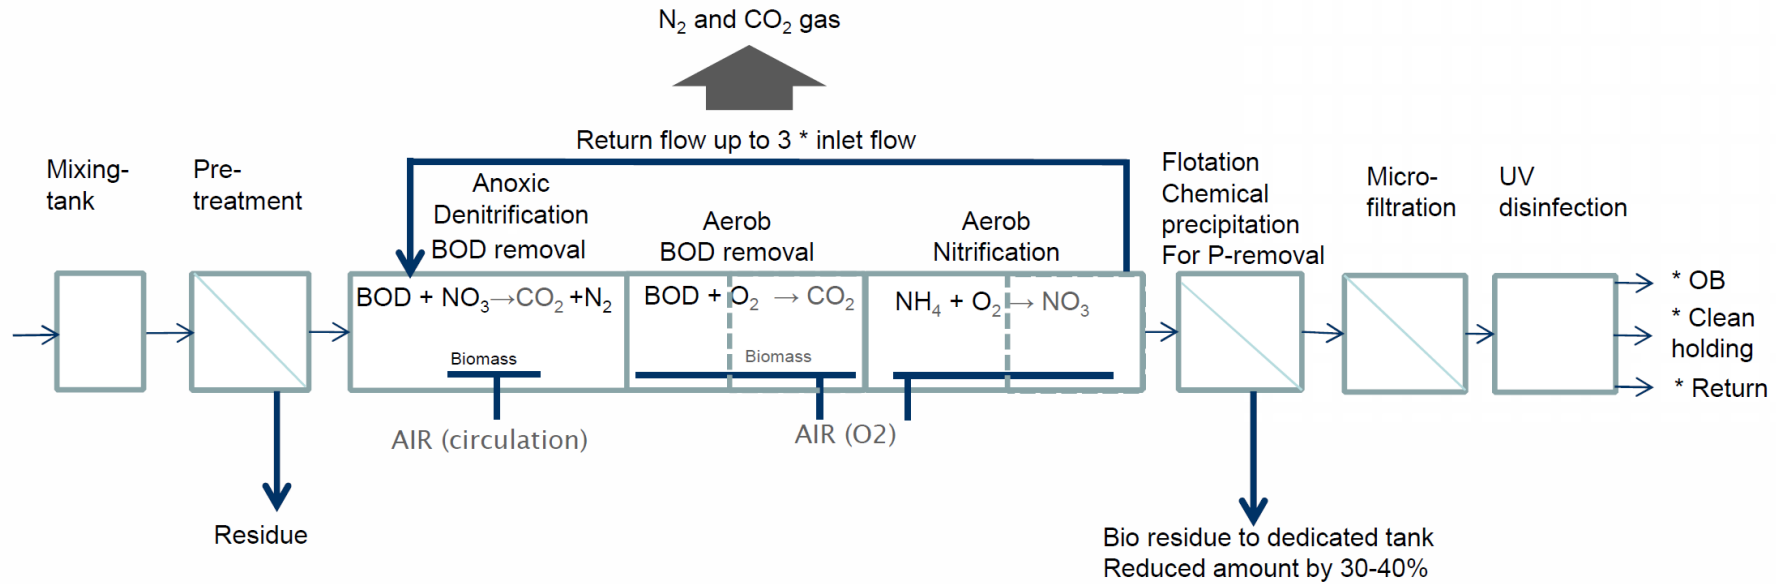 N₂ and CO₂ gas
Return flow up to 3 * inlet flow
Mixing-
tank
Pre-
treatment
Anoxic
Denitrification
BOD removal
Aerob
BOD removal
Aerob
Nitrification
Flotation
Chemical
precipitation
For P-removal
Micro-
filtration
UV
disinfection
BOD + NO₃→CO₂ +N₂
BOD + O₂ → CO₂
NH₄ + O₂ → NO₃
Biomass
Biomass
AIR (circulation)
AIR (O2)
* OB
* Clean
holding
* Return
Residue
Bio residue to dedicated tank
Reduced amount by 30-40%